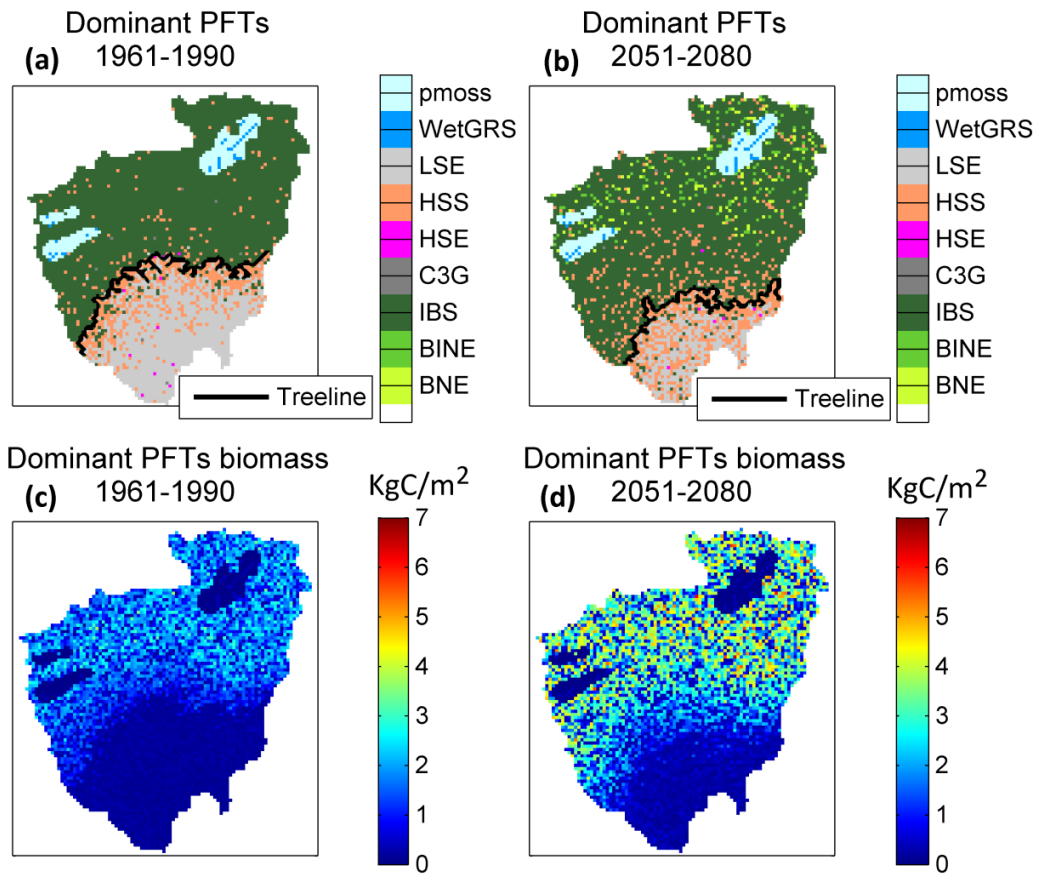 Dominant PFTs
1961-1990
(a)
pmoss
WetGRS
LSE
HSS
HSE
C3G
IBS
BINE
BNE
Treeline
Dominant PFTs
2051-2080
(b)
pmoss
WetGRS
LSE
HSS
HSE
C3G
IBS
BINE
BNE
Treeline
Dominant PFTs biomass
1961-1990
(c)
KgC/m²
7
6
5
4
3
2
1
0
Dominant PFTs biomass
2051-2080
(d)
KgC/m²
7
6
5
4
3
2
1
0